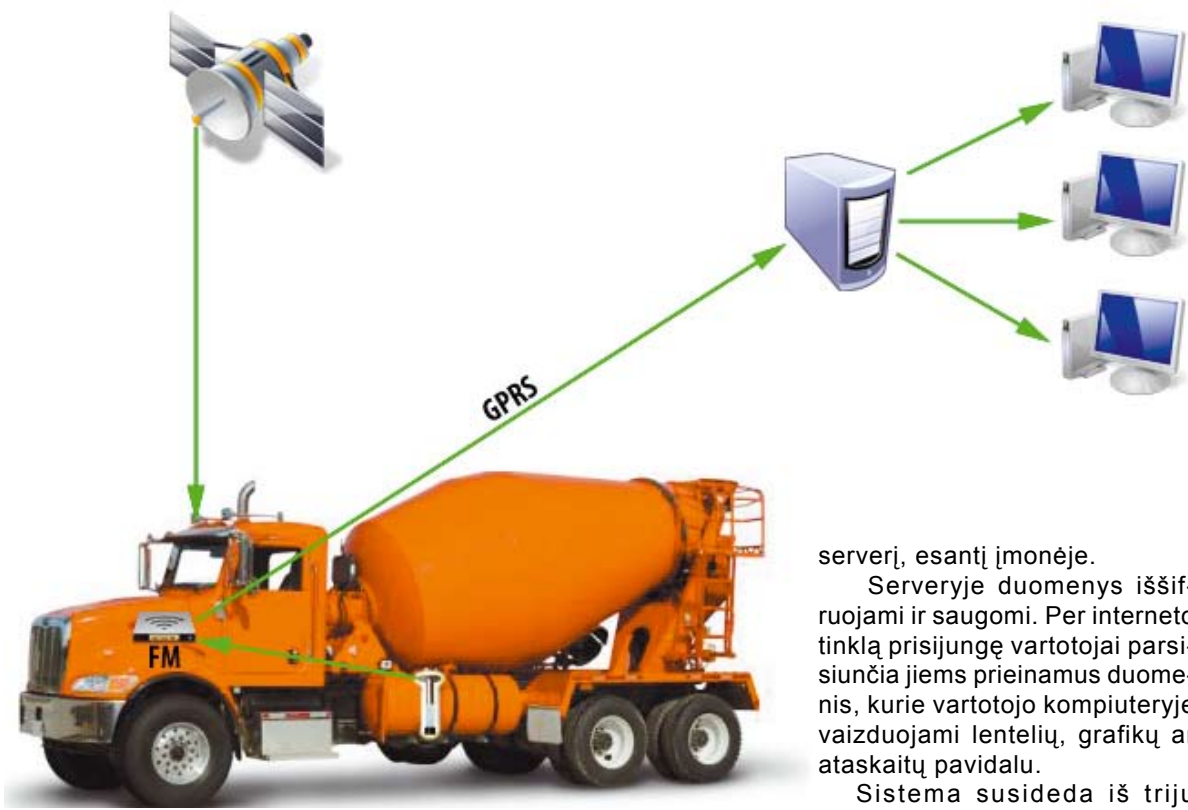 GPRS
FM
serverį, esantį įmonėje.
Serveryje duomenys iššif-
ruojami ir saugomi. Per interneto
tinklą prisijungę vartotojai parsi-
siunčia jiems prieinamus duome-
nis, kurie vartotojo kompiuteryje
vaizduojami lentelių, grafikų ar
ataskaitų pavidalu.
Sistema susideda iš trijų